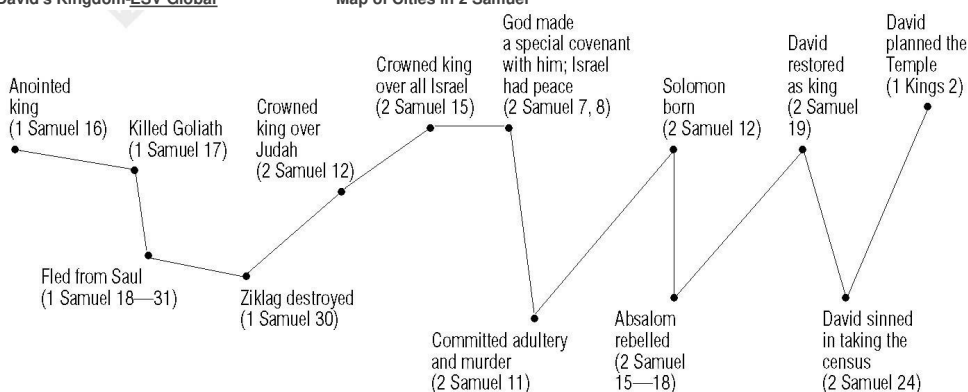 David's Kingdom-ESV Global
Map of Cities in 2 Samuel
Anointed
king
(1 Samuel 16)
Killed Goliath
(1 Samuel 17)
Fled from Saul
(1 Samuel 18—31)
Ziklag destroyed
(1 Samuel 30)
Crowned
king over
Judah
(2 Samuel 12)
Crowned king
over all Israel
(2 Samuel 15)
God made
a special covenant
with him; Israel
had peace
(2 Samuel 7, 8)
Committed adultery
and murder
(2 Samuel 11)
Solomon
born
(2 Samuel 12)
Absalom
rebelled
(2 Samuel
15—18)
David
restored
as king
(2 Samuel
19)
David sinned
in taking the
census
(2 Samuel 24)
David
planned the
Temple
(1 Kings 2)